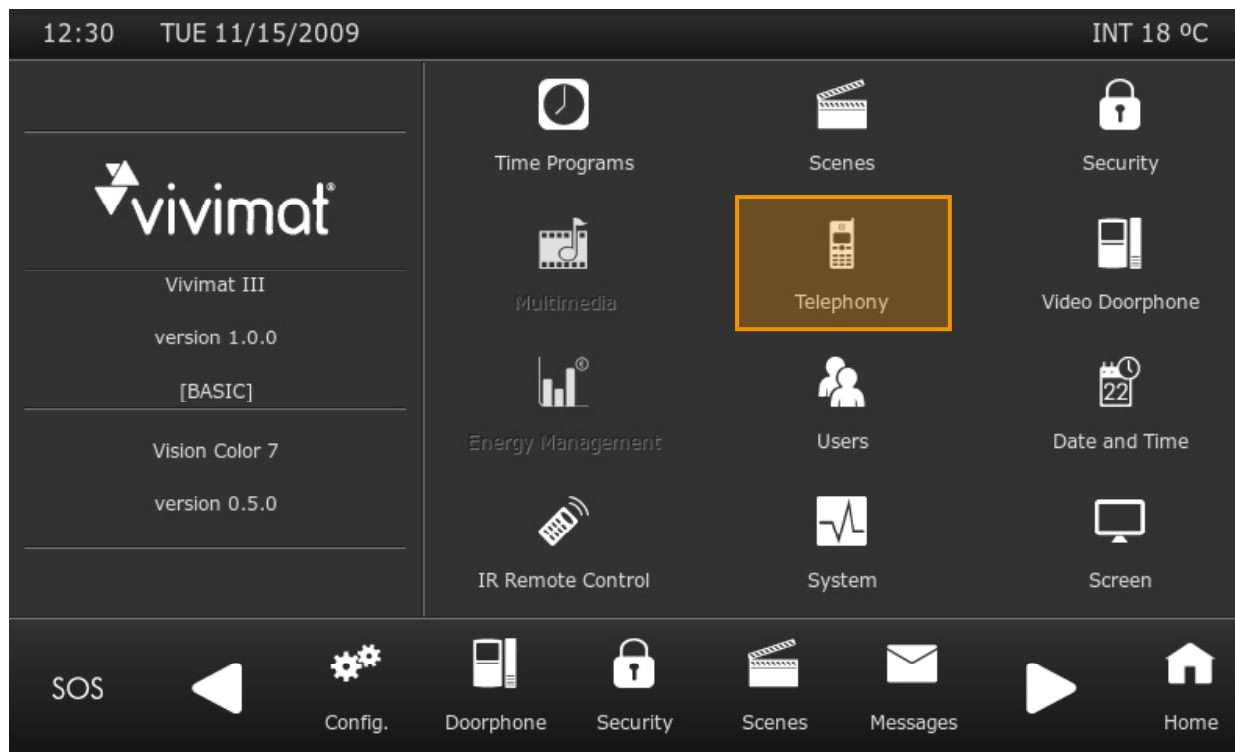 12:30 TUE 11/15/2009 INT 18 ºC
vivimat®
Vivimat III
version 1.0.0
[BASIC]
Vision Color 7
version 0.5.0
Time Programs Scenes Security
Multimedia Telephony Video Doorphone
Energy Management Users Date and Time
22
IR Remote Control System Screen
SOS Config. Doorphone Security Scenes Messages Home